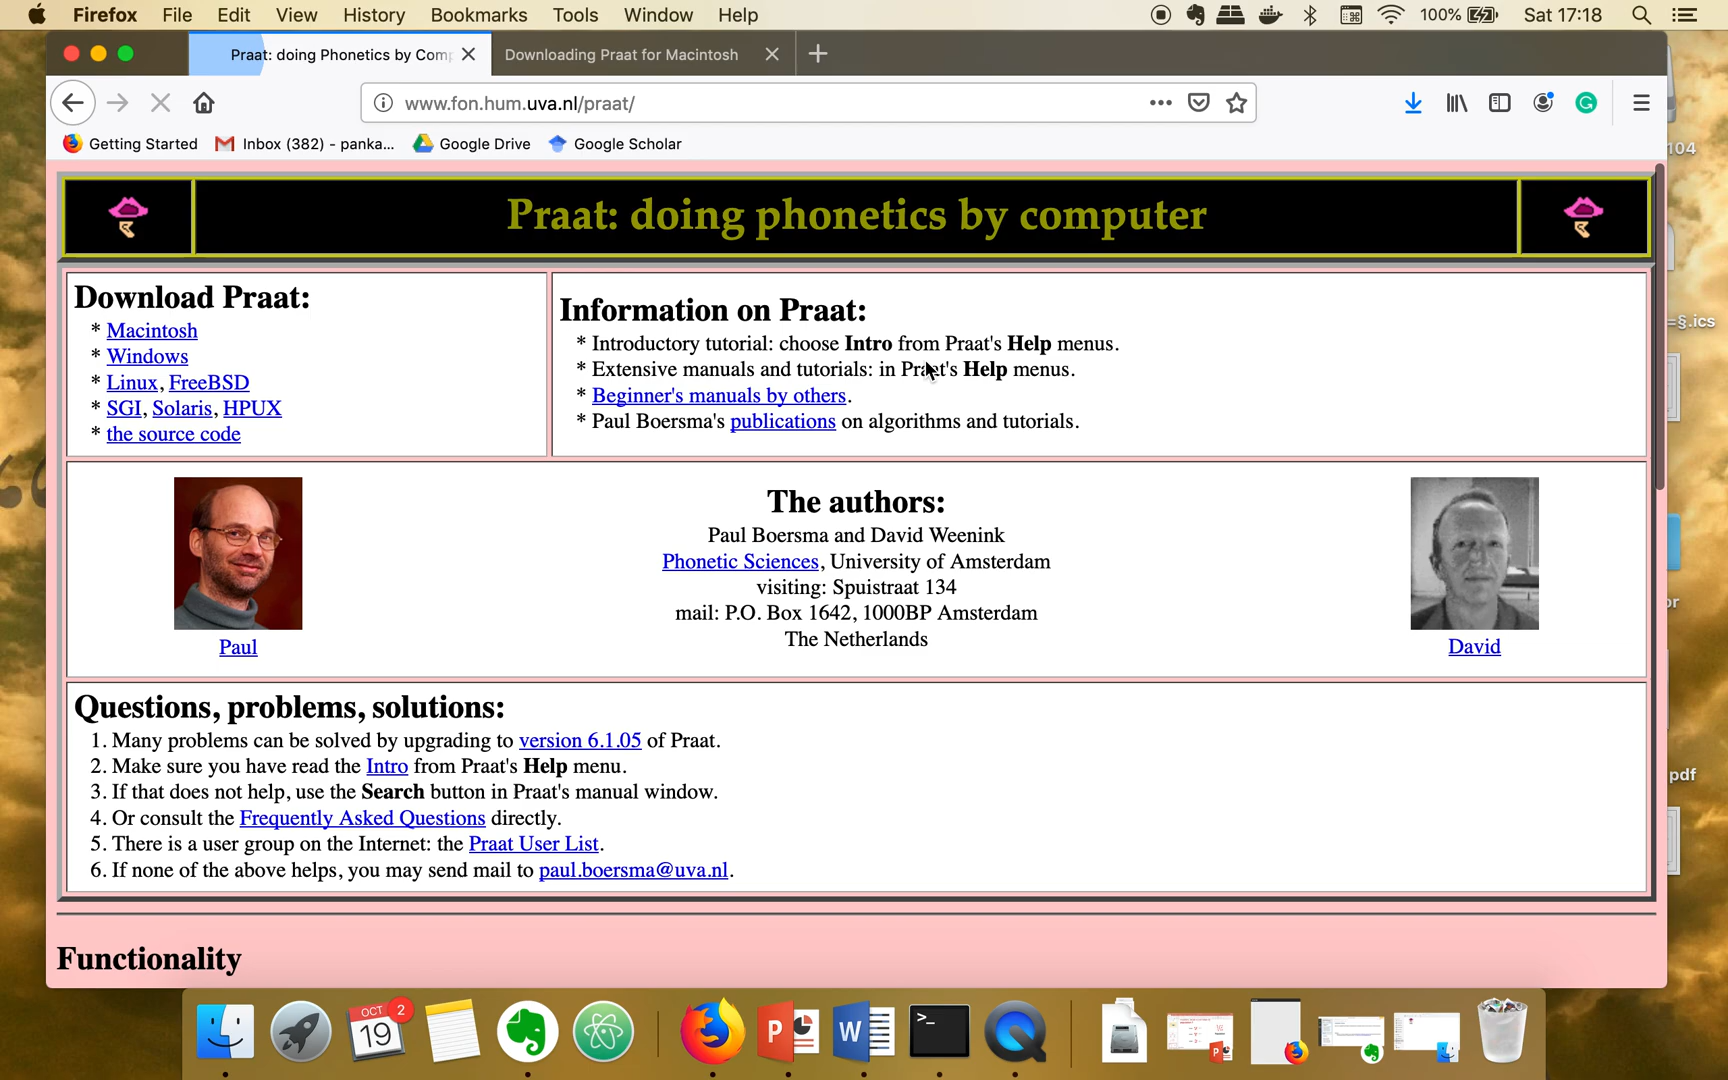 Firefox File Edit View History Bookmarks Tools Window Help 100% Sat 17:18
Praat: doing Phonetics by Comp Downloading Praat for Macintosh
www.fon.hum.uva.nl/praat/
Getting Started Inbox (382) - panka... Google Drive Google Scholar
Praat: doing phonetics by computer
Download Praat:
* Macintosh
* Windows
* Linux, FreeBSD
* SGI, Solaris, HPUX
* the source code
Information on Praat:
* Introductory tutorial: choose Intro from Praat's Help menus.
* Extensive manuals and tutorials: in Praat's Help menus.
* Beginner's manuals by others.
* Paul Boersma's publications on algorithms and tutorials.
The authors:
Paul Boersma and David Weenink
Phonetic Sciences, University of Amsterdam
visiting: Spuistraat 134
mail: P.O. Box 1642, 1000BP Amsterdam
The Netherlands
Paul
David
Questions, problems, solutions:
1. Many problems can be solved by upgrading to version 6.1.05 of Praat.
2. Make sure you have read the Intro from Praat's Help menu.
3. If that does not help, use the Search button in Praat's manual window.
4. Or consult the Frequently Asked Questions directly.
5. There is a user group on the Internet: the Praat User List.
6. If none of the above helps, you may send mail to paul.boersma@uva.nl.
Functionality
104
=§.ics
or
pdf
OCT 2
19